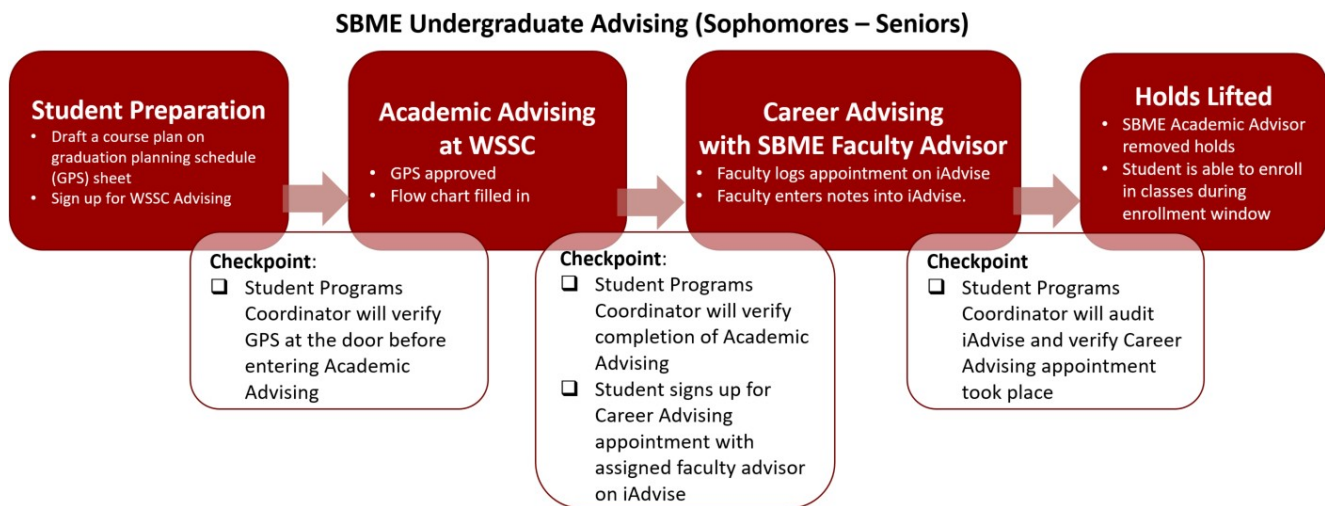 SBME Undergraduate Advising (Sophomores – Seniors)
Student Preparation
• Draft a course plan on
graduation planning schedule
(GPS) sheet
• Sign up for WSSC Advising
Academic Advising
at WSSC
• GPS approved
• Flow chart filled in
Career Advising
with SBME Faculty Advisor
• Faculty logs appointment on iAdvise
• Faculty enters notes into iAdvise.
Holds Lifted
• SBME Academic Advisor
removed holds
• Student is able to enroll
in classes during
enrollment window
Checkpoint:
❑ Student Programs
Coordinator will verify
GPS at the door before
entering Academic
Advising
Checkpoint:
❑ Student Programs
Coordinator will verify
completion of Academic
Advising
❑ Student signs up for
Career Advising
appointment with
assigned faculty advisor
on iAdvise
Checkpoint
❑ Student Programs
Coordinator will audit
iAdvise and verify Career
Advising appointment
took place